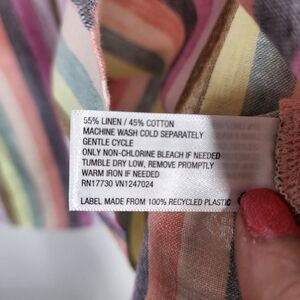 55% LINEN / 45% COTTON
MACHINE WASH COLD SEPARATELY
GENTLE CYCLE
ONLY NON-CHLORINE BLEACH IF NEEDED
TUMBLE DRY LOW, REMOVE PROMPTLY
WARM IRON IF NEEDED
RN17730 VN1247024
LABEL MADE FROM 100% RECYCLED PLASTIC